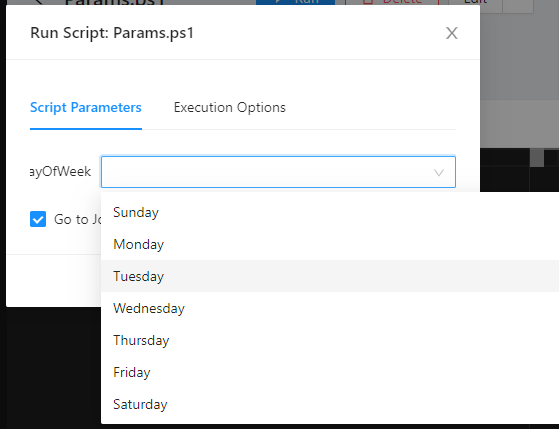 Params.ps1
Run
Delete
Edit
Run Script: Params.ps1
Script Parameters
Execution Options
ayOfWeek
Sunday
Go to Jo
Monday
Tuesday
Wednesday
Thursday
Friday
Saturday